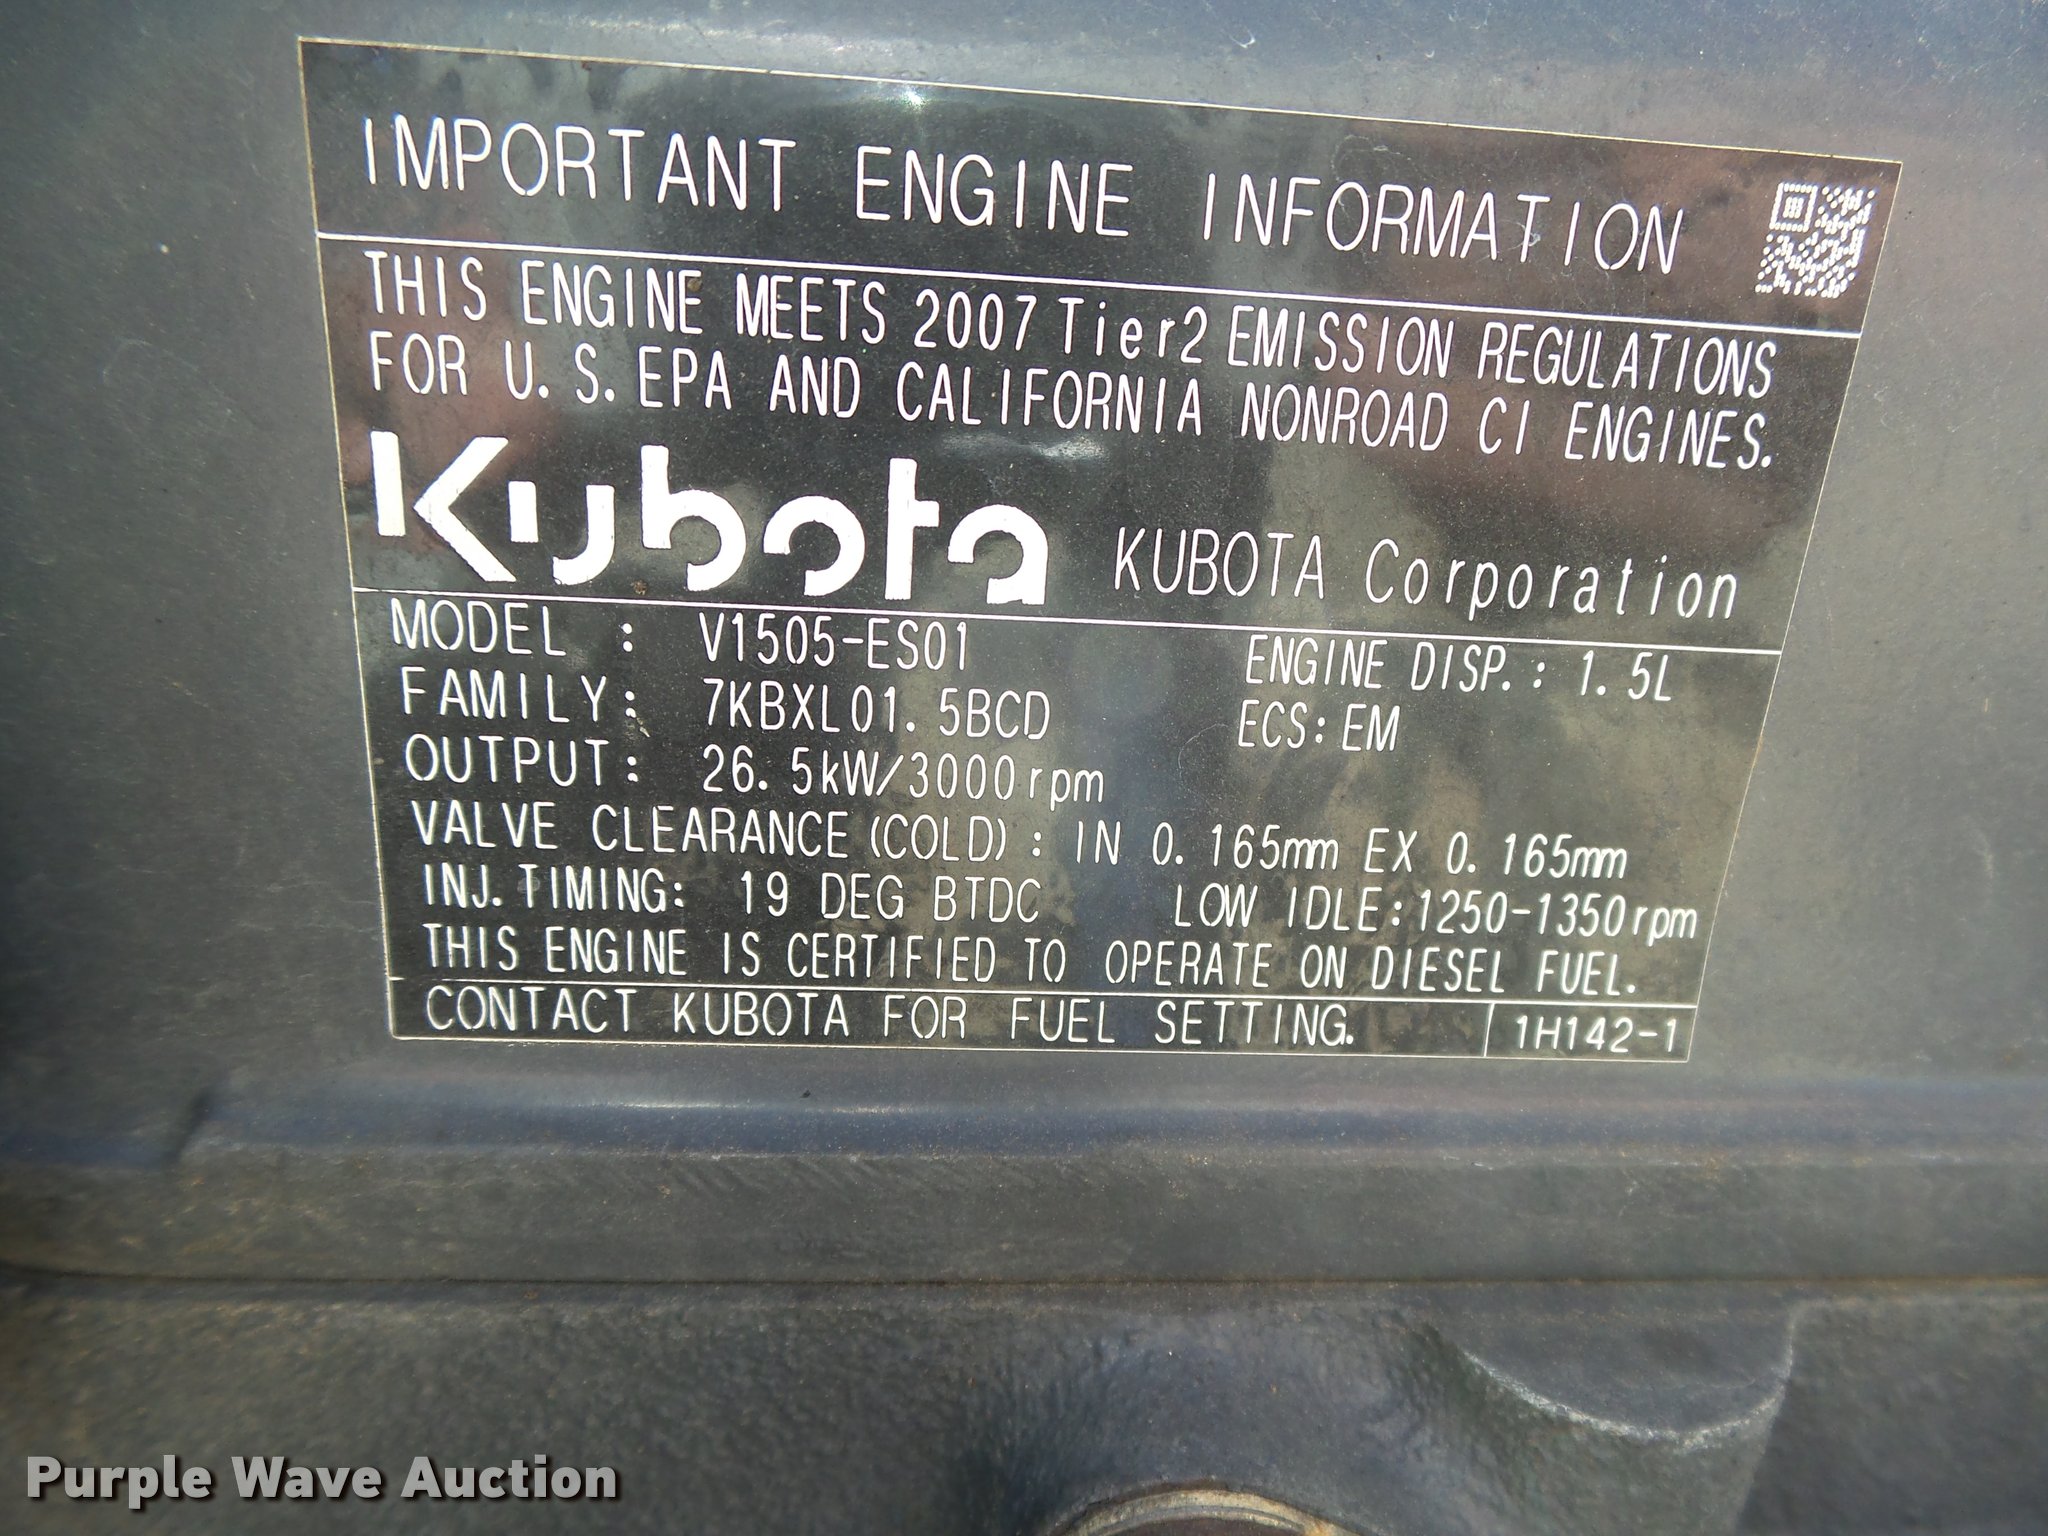 IMPORTANT ENGINE INFORMATION
THIS ENGINE MEETS 2007 Tier2 EMISSION REGULATIONS
FOR U.S.EPA AND CALIFORNIA NONROAD CI ENGINES.
Kubota KUBOTA Corporation
MODEL : V1505-ES01 ENGINE DISP.: 1.5L
FAMILY: 7KBXL01.5BCD ECS: EM
OUTPUT: 26.5kW/3000rpm
VALVE CLEARANCE (COLD) : IN 0.165mm EX 0.165mm
INJ.TIMING: 19 DEG BTDC LOW IDLE:1250-1350rpm
THIS ENGINE IS CERTIFIED TO OPERATE ON DIESEL FUEL.
CONTACT KUBOTA FOR FUEL SETTING. 1H142-1
Purple Wave Auction